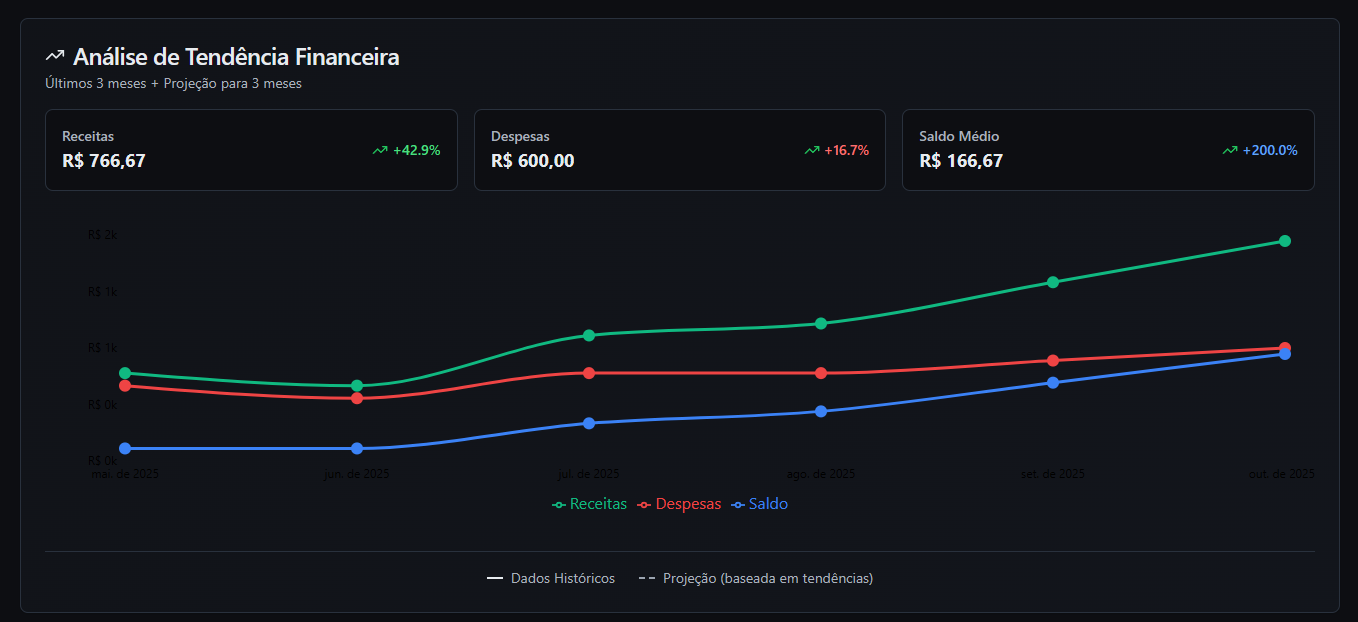 Análise de Tendência Financeira
Últimos 3 meses + Projeção para 3 meses
Receitas
R$ 766,67
+42.9%
Despesas
R$ 600,00
+16.7%
Saldo Médio
R$ 166,67
+200.0%
R$ 2k
R$ 1k
R$ 1k
R$ 0k
R$ 0k
mai. de 2025 jun. de 2025 jul. de 2025 ago. de 2025 set. de 2025 out. de 2025
Receitas Despesas Saldo
Dados Históricos Projeção (baseada em tendências)